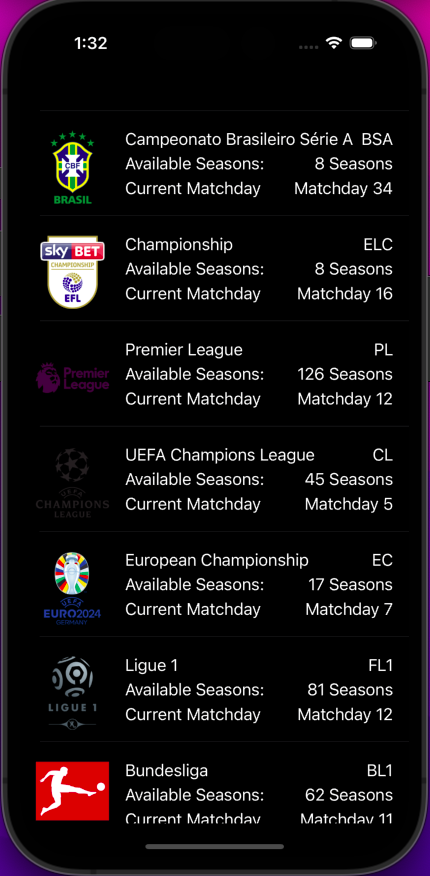 1:32
Campeonato Brasileiro Série A BSA
Available Seasons: 8 Seasons
Current Matchday Matchday 34
CBF
BRASIL
Championship ELC
Available Seasons: 8 Seasons
Current Matchday Matchday 16
sky BET
CHAMPIONSHIP
EFL
Premier League PL
Available Seasons: 126 Seasons
Current Matchday Matchday 12
Premier
League
UEFA Champions League CL
Available Seasons: 45 Seasons
Current Matchday Matchday 5
CHAMPIONS
LEAGUE
European Championship EC
Available Seasons: 17 Seasons
Current Matchday Matchday 7
EURO2024
GERMANY
Ligue 1 FL1
Available Seasons: 81 Seasons
Current Matchday Matchday 12
LIGUE 1
Bundesliga BL1
Available Seasons: 62 Seasons
Current Matchday Matchday 11